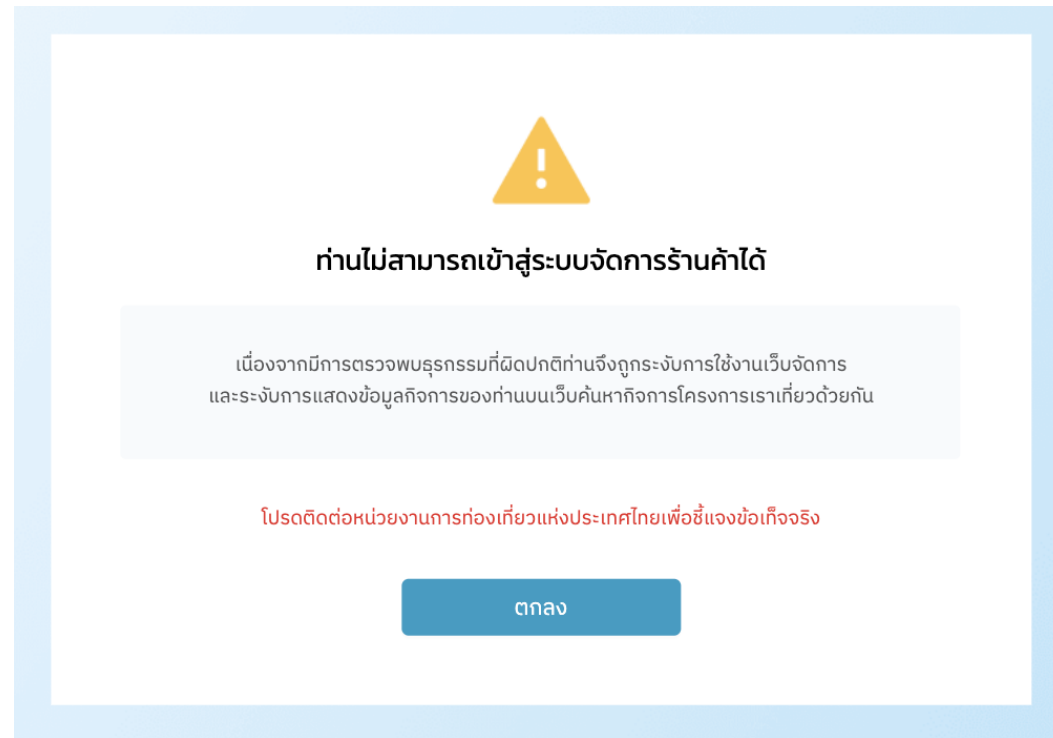 ท่านไม่สามารถเข้าสู่ระบบจัดการร้านค้าได้
เนื่องจากมีการตรวจพบธุรกรรมที่ผิดปกติท่านจึงถูกระงับการใช้งานเว็บจัดการ
และระงับการแสดงข้อมูลกิจการของท่านบนเว็บค้นหากิจการโครงการเราเที่ยวด้วยกัน
โปรดติดต่อหน่วยงานการท่องเที่ยวแห่งประเทศไทยเพื่อชี้แจงข้อเท็จจริง
ตกลง